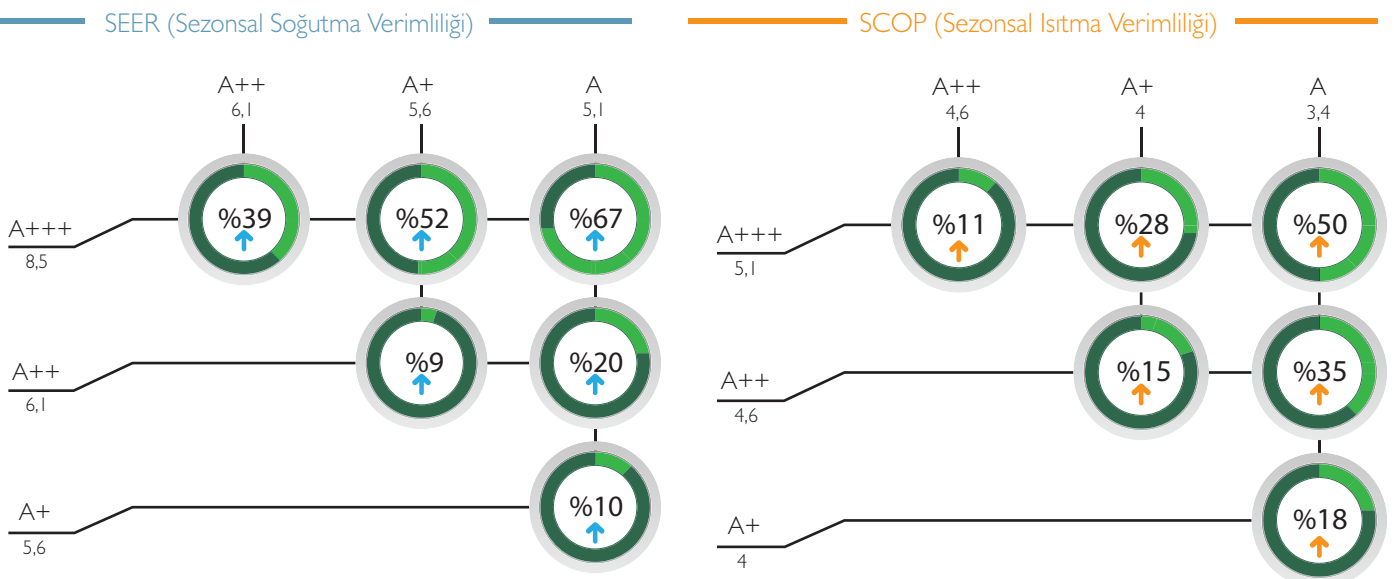 SEER (Sezonsal Soğutma Verimliliği)
A++ A+ A
6,1 5,6 5,1
A+++ %39 %52 %67
8,5
A++ %9 %20
6,1
A+ %10
5,6
SCOP (Sezonsal Isıtma Verimliliği)
A++ A+ A
4,6 4 3,4
A+++ %11 %28 %50
5,1
A++ %15 %35
4,6
A+ %18
4